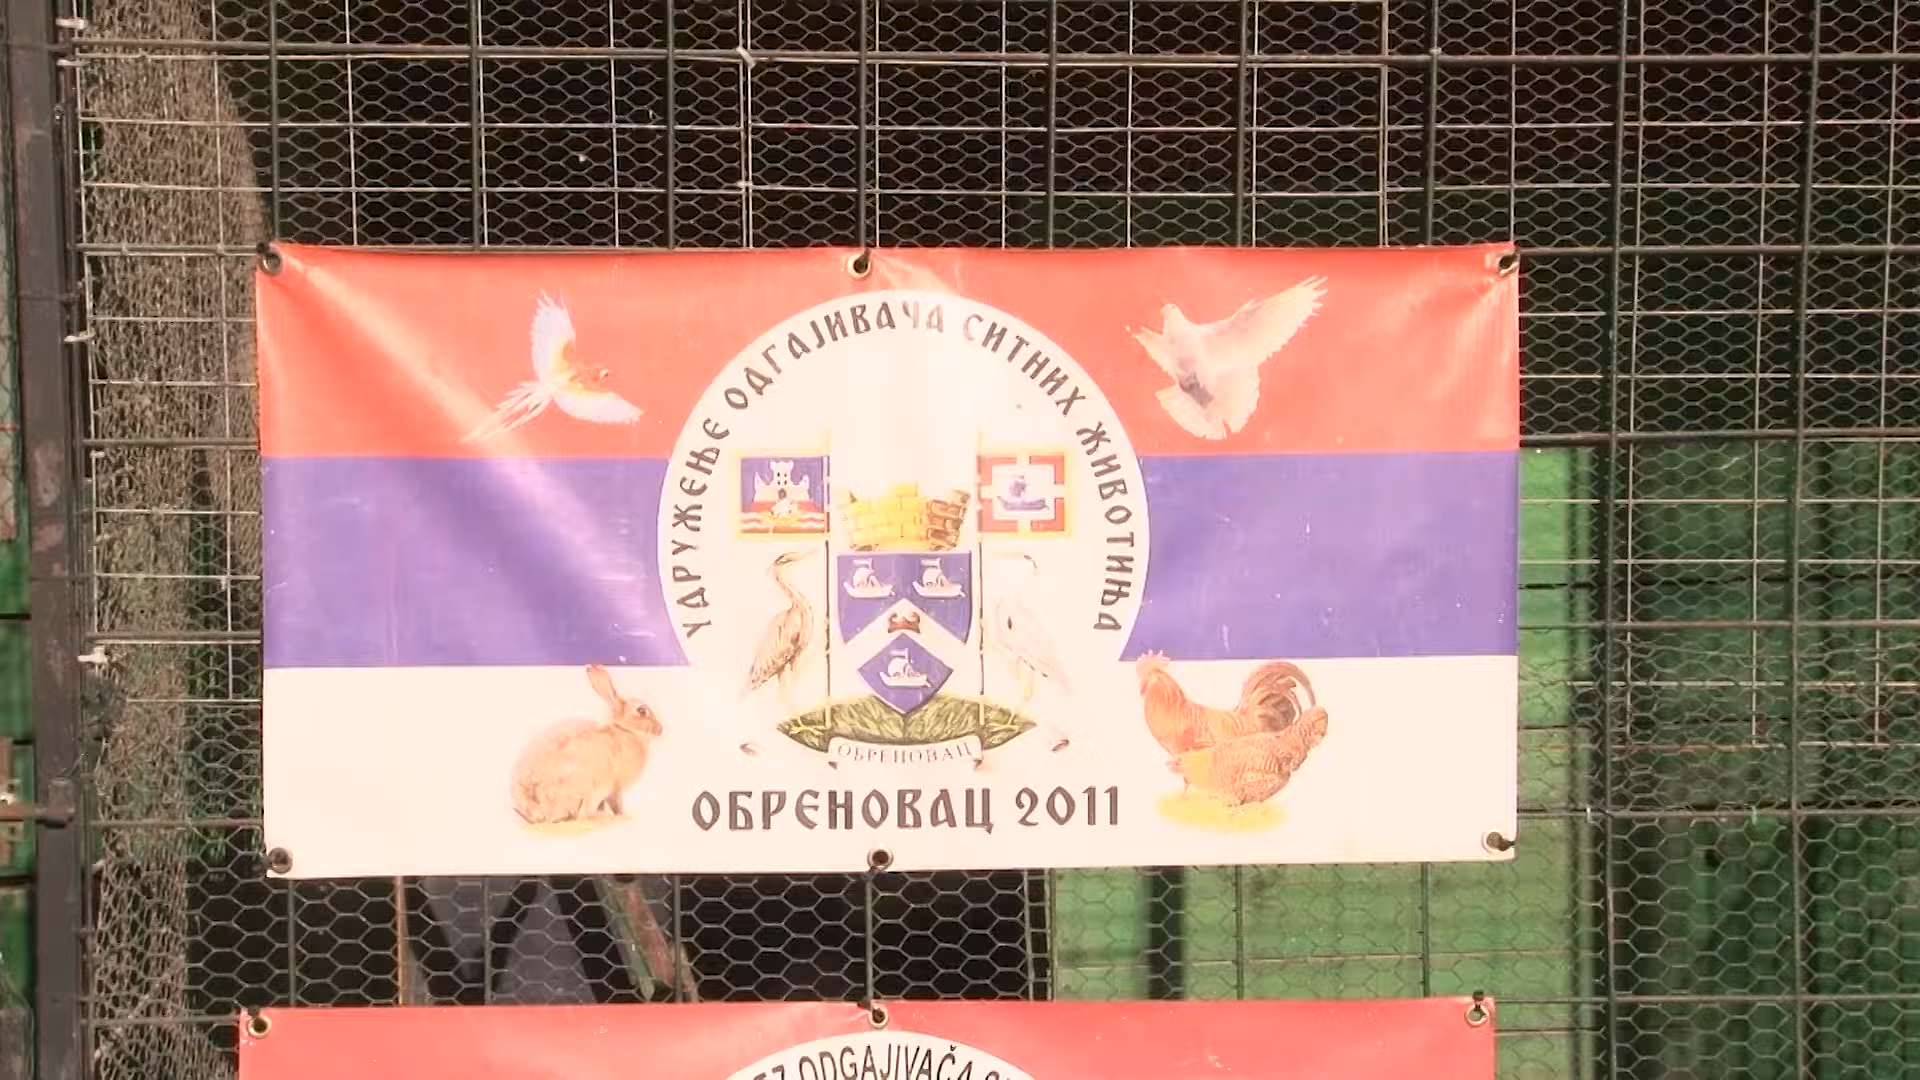 УДРУЖЕЊЕ ОДГАЈИВАЧА СИТНИХ ЖИВОТИЊА
ОБРЕНОВАЦ
ОБРЕНОВАЦ 2011
ODGAJIVAČA